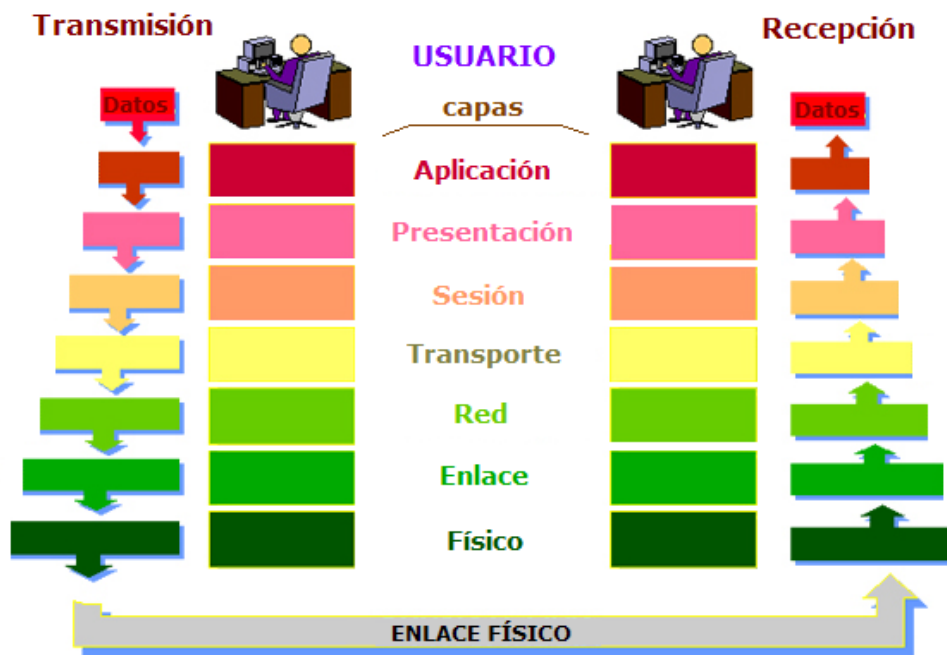 Transmisión
Recepción
USUARIO
Datos
capas
Datos
Aplicación
Presentación
Sesión
Transporte
Red
Enlace
Físico
ENLACE FÍSICO